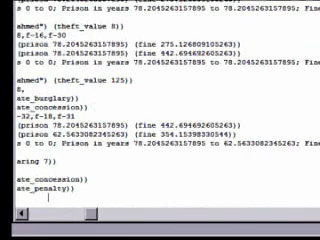 s 0 to 0; Prison in years 78.2045263157895 to 78.2045263157895; Fines
ahmed") (theft_value 8))
8,f-16,f-30
(prison 78.2045263157895) (fine 275.126809105263)
(prison 78.2045263157895) (fine 442.694692605263)
s 0 to 0; Prison in years 78.2045263157895 to 78.2045263157895; Fine
ahmed") (theft_value 125))
8,
ate_burglary))
ate_concession))
-32,f-18,f-31
(prison 78.2045263157895) (fine 442.694692605263)
(prison 62.5633082345263) (fine 354.15398330544)
s 0 to 0; Prison in years 78.2045263157895 to 62.5633082345263; Fine
aring 7))
ate_concession))
ate_penalty))